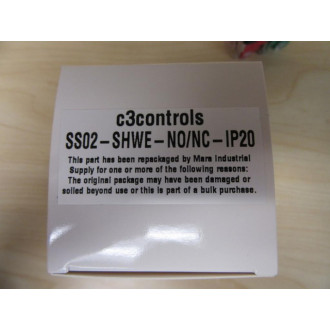 c3controls
SS02-SHWE-NO/NC-IP20
This part has been repackaged by Mara Industrial
Supply for one or more of the following reasons:
The original package may have been damaged or
soiled beyond use or this is part of a bulk purchase.